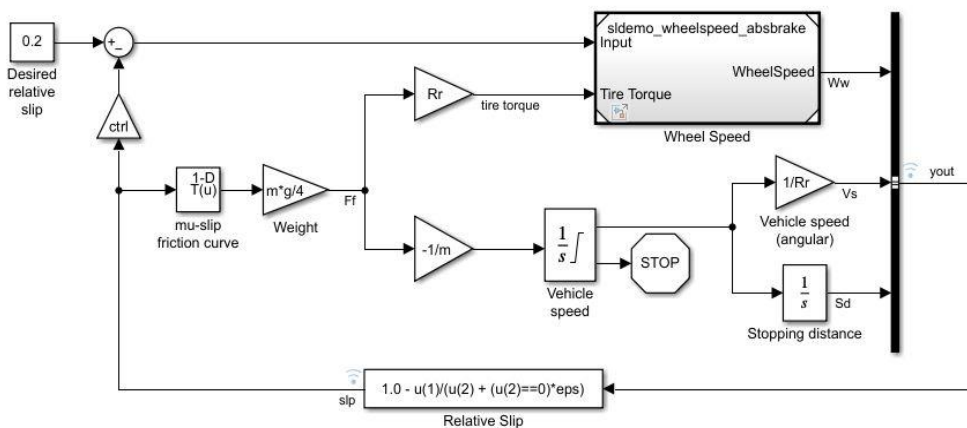 0.2
Desired
relative
slip
+
−
ctrl
1-D
T(u)
mu-slip
friction curve
m*g/4
Weight
Ff
Rr
tire torque
sldemo_wheelspeed_absbrake
Input
WheelSpeed
Tire Torque
Wheel Speed
Ww
-1/m
1
s
Vehicle
speed
STOP
1/Rr
Vs
Vehicle speed
(angular)
1
s
Sd
Stopping distance
yout
1.0 - u(1)/(u(2) + (u(2)==0)*eps)
slp
Relative Slip